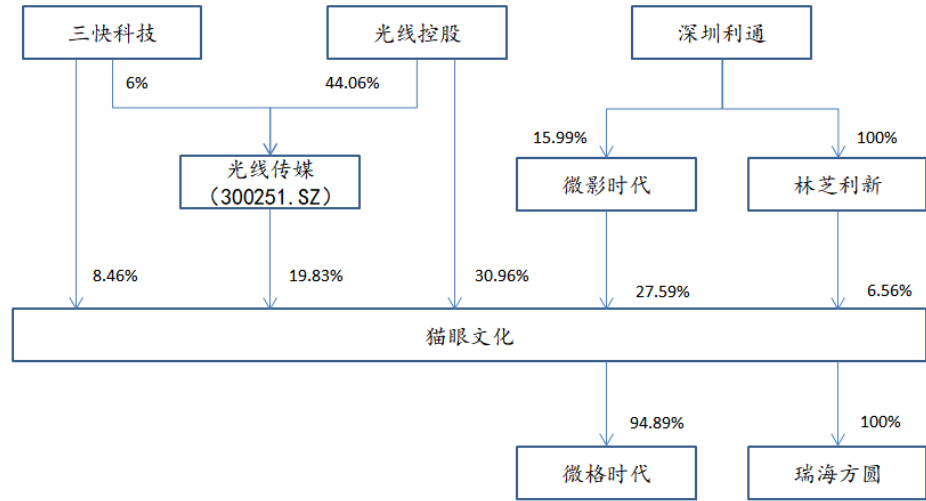 三快科技
光线控股
深圳利通
6%
44.06%
15.99%
100%
光线传媒
（300251.SZ）
微影时代
林芝利新
8.46%
19.83%
30.96%
27.59%
6.56%
猫眼文化
94.89%
100%
微格时代
瑞海方圆